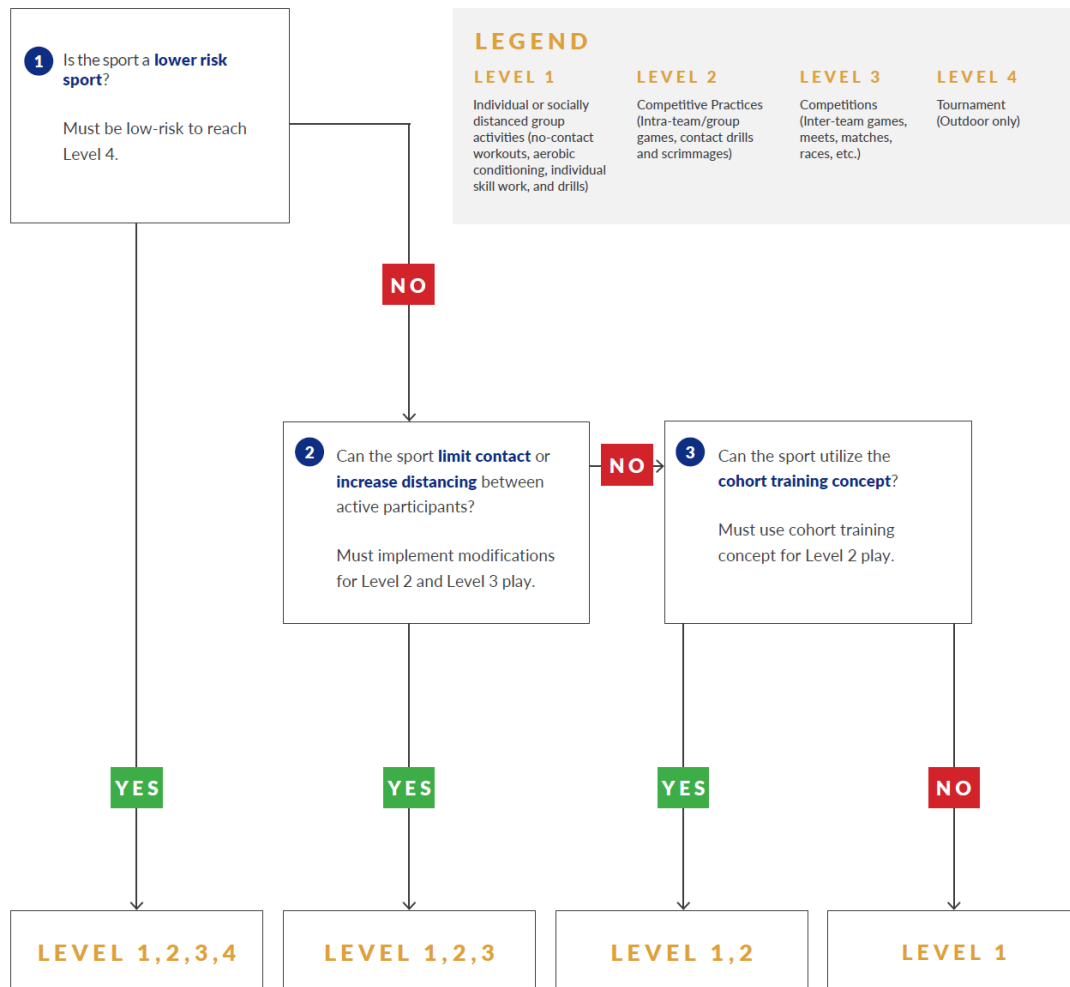 1
Is the sport a lower risk
sport?
Must be low-risk to reach
Level 4.
LEGEND
LEVEL 1
Individual or socially
distanced group
activities (no-contact
workouts, aerobic
conditioning, individual
skill work, and drills)
LEVEL 2
Competitive Practices
(Intra-team/group
games, contact drills
and scrimmages)
LEVEL 3
Competitions
(Inter-team games,
meets, matches,
races, etc.)
LEVEL 4
Tournament
(Outdoor only)
NO
2
Can the sport limit contact or
increase distancing between
active participants?
Must implement modifications
for Level 2 and Level 3 play.
NO
3
Can the sport utilize the
cohort training concept?
Must use cohort training
concept for Level 2 play.
YES
YES
YES
NO
LEVEL 1,2,3,4
LEVEL 1,2,3
LEVEL 1,2
LEVEL 1